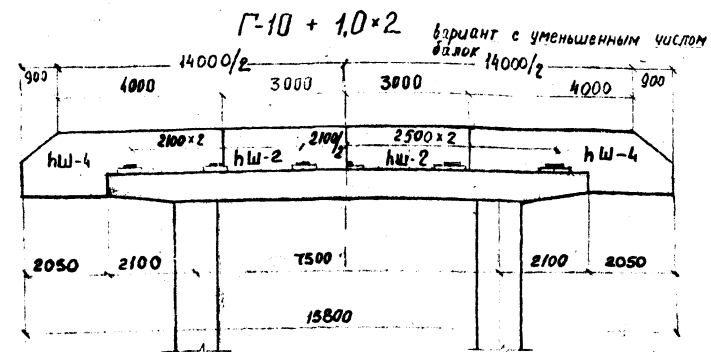 Г-10 + 1,0×2
вариант с уменьшенным числом
балок
900 14000/2 14000/2 900
4000 3000 3000 4000
2100×2 2100/2 2500×2
hШ-4 hШ-2 hШ-2 hШ-4
2050 2100 7500 2100 2050
15800